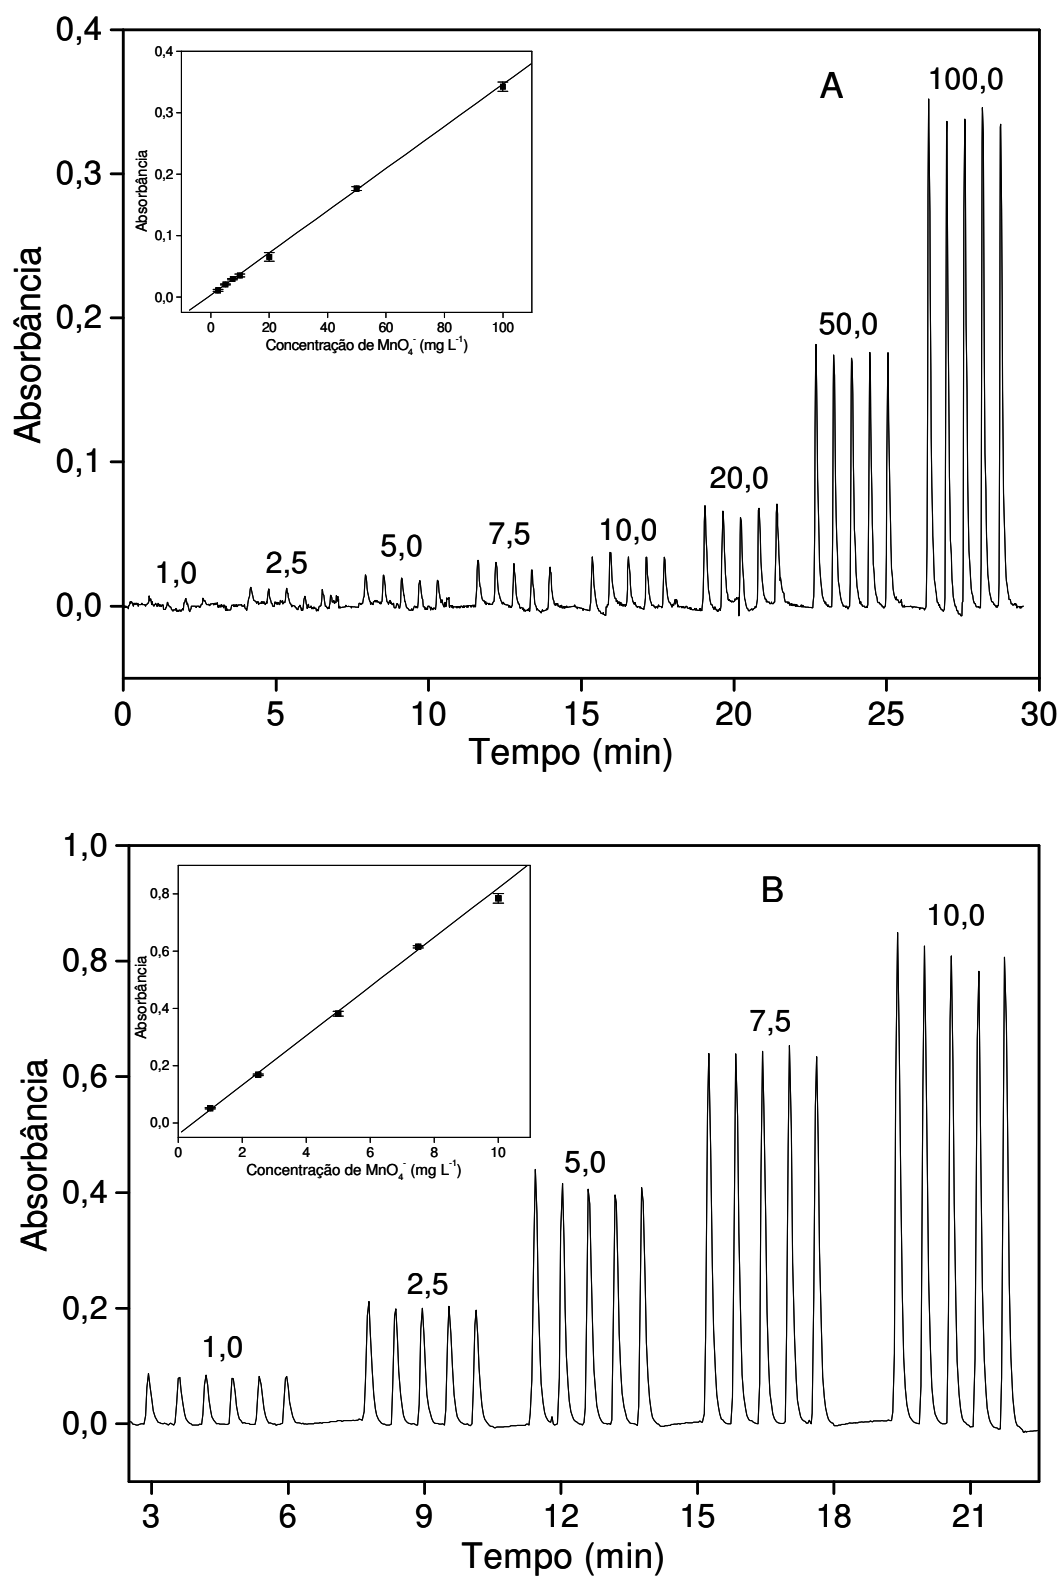 0,4
A
100,0
0,4
0,3
0,2
0,1
0,0
Absorbância
0 20 40 60 80 100
Concentração de MnO₄⁻ (mg L⁻¹)
0,3
0,2
50,0
0,1
20,0
10,0
7,5
5,0
2,5
1,0
0,0
Absorbância
0 5 10 15 20 25 30
Tempo (min)
1,0
B
10,0
0,8
0,6
0,4
0,2
0,0
Absorbância
0 2 4 6 8 10
Concentração de MnO₄⁻ (mg L⁻¹)
0,8
7,5
0,6
5,0
0,4
2,5
0,2
1,0
0,0
Absorbância
3 6 9 12 15 18 21
Tempo (min)